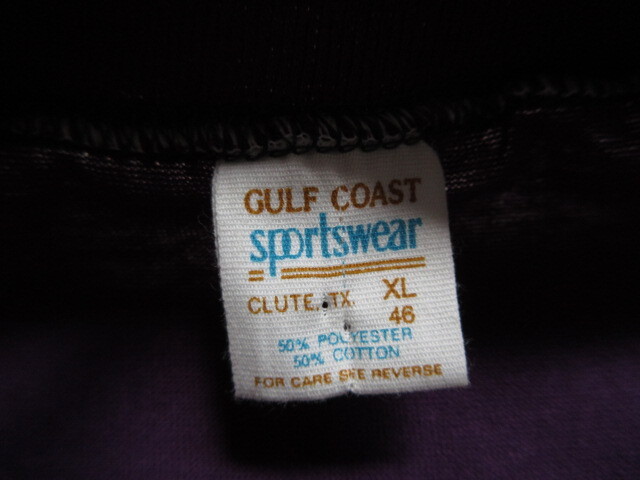 GULF COAST
sportswear
CLUTE, TX. XL
46
50% POLYESTER
50% COTTON
FOR CARE SEE REVERSE